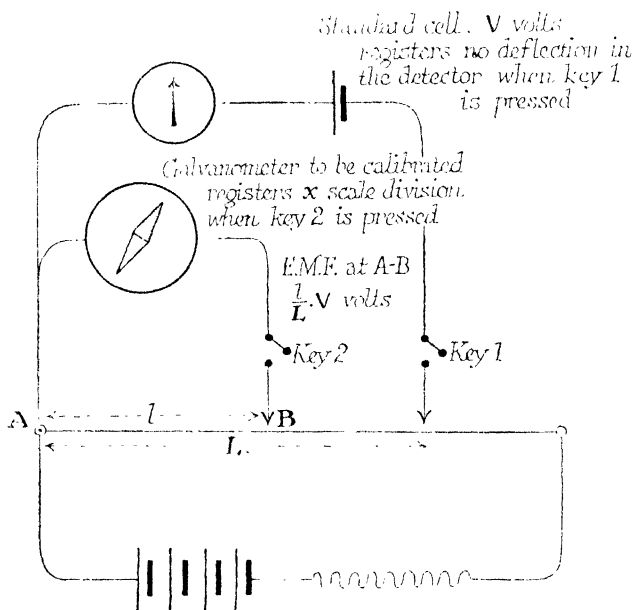 Standard cell. V volts
registers no deflection in
the detector when key 1
is pressed
Galvanometer to be calibrated
registers x scale division
when key 2 is pressed
E.M.F. at A-B
l/L . V volts
Key 2
Key 1
A
l
B
L